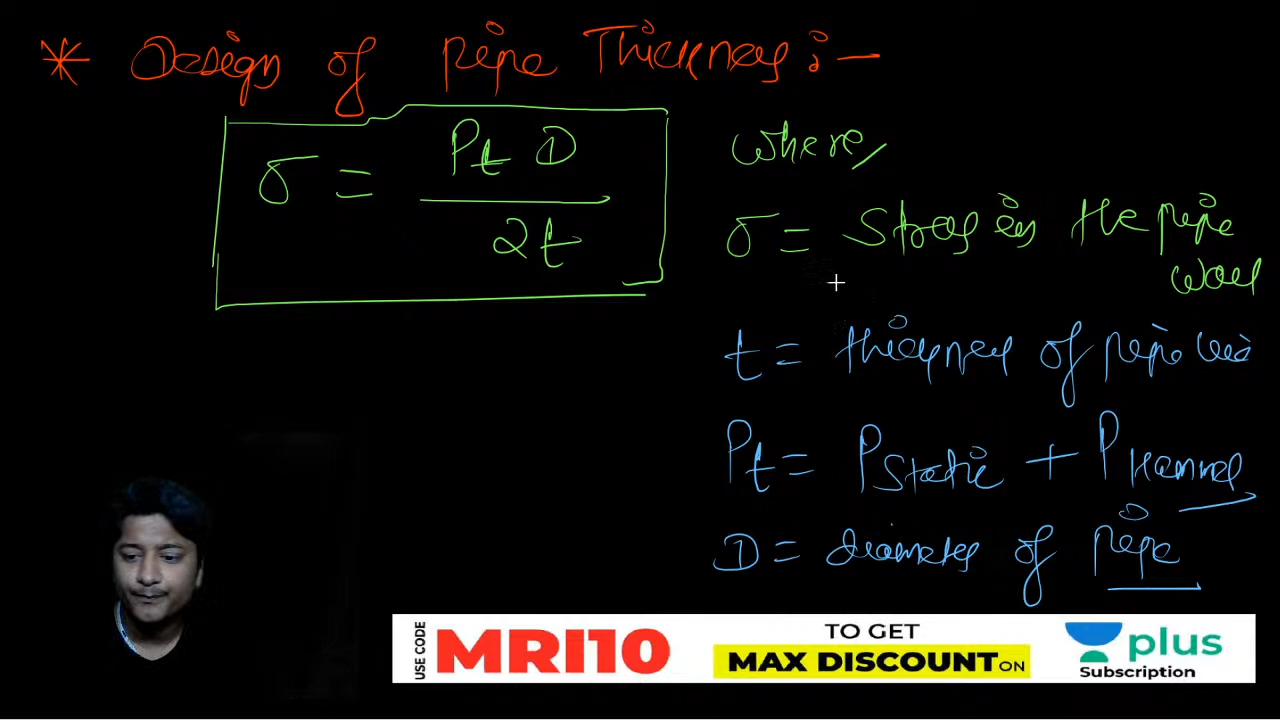 * Design of pipe Thickness :-
σ = Pt D / 2t
where,
σ = Stress in the pipe
wall
t = thickness of pipe
Pt = Pstatic + PHammer
D = diameter of pipe
USE CODE
MRI10
TO GET
MAX DISCOUNT ON
plus
Subscription